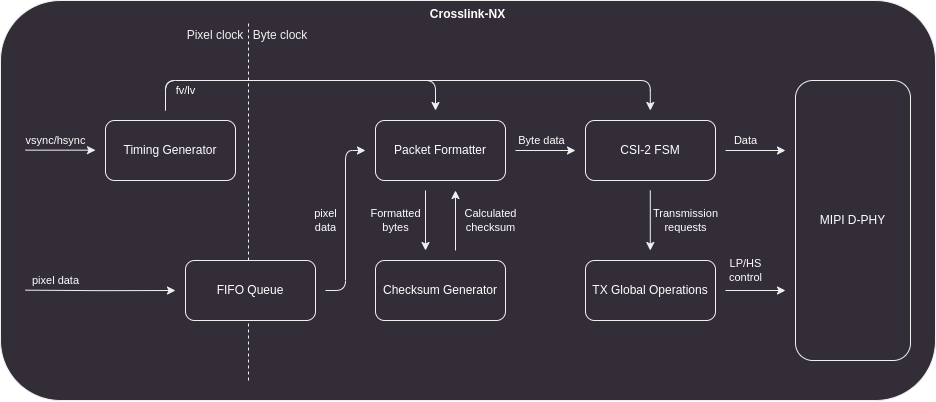 Crosslink-NX
Pixel clock
Byte clock
fv/lv
vsync/hsync
Timing Generator
Packet Formatter
Byte data
CSI-2 FSM
Data
pixel
data
Formatted
bytes
Calculated
checksum
Transmission
requests
MIPI D-PHY
pixel data
FIFO Queue
Checksum Generator
TX Global Operations
LP/HS
control